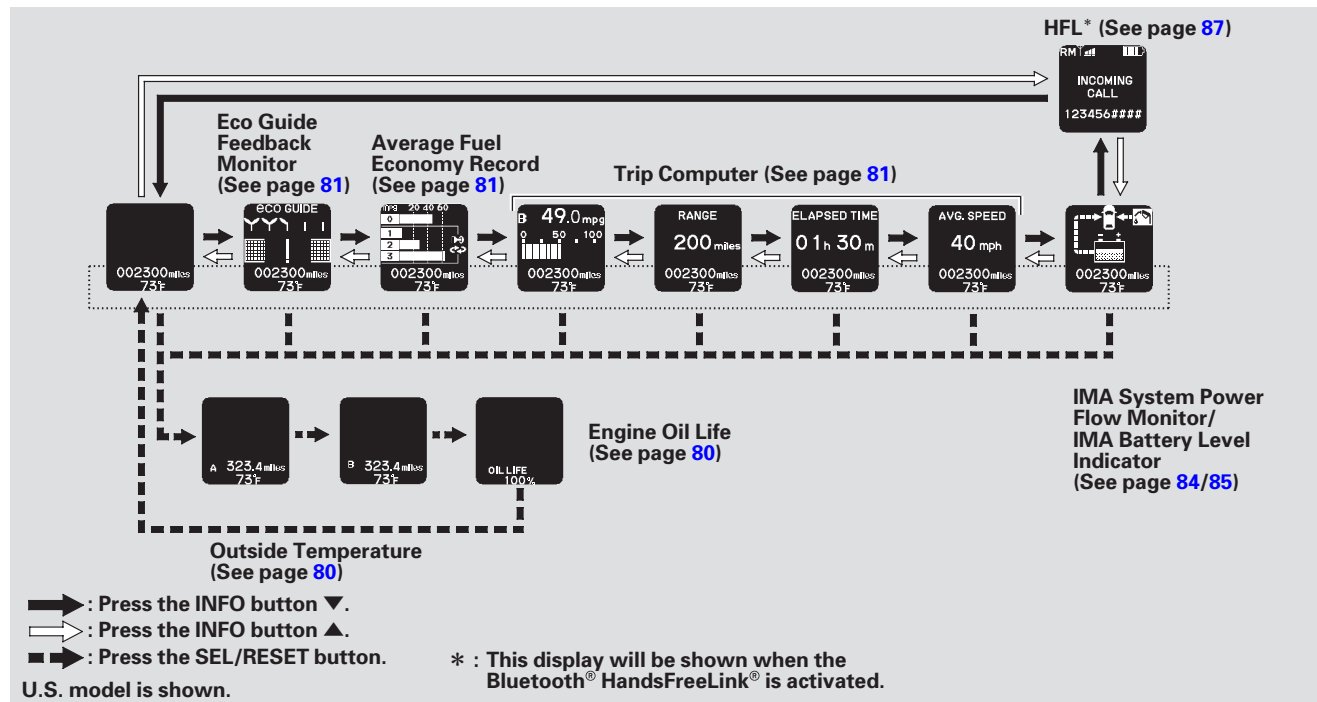 HFL* (See page 87)
RM
INCOMING
CALL
123456####
Eco Guide
Feedback
Monitor
(See page 81)
Average Fuel
Economy Record
(See page 81)
Trip Computer (See page 81)
002300miles
73°F
eco GUIDE
002300miles
73°F
mpg 20 40 60
0
1
2
3
002300miles
73°F
B 49.0 mpg
0 50 100
002300miles
73°F
RANGE
200 miles
002300miles
73°F
ELAPSED TIME
01h 30m
002300miles
73°F
AVG. SPEED
40 mph
002300miles
73°F
- +
002300miles
73°F
A 323.4miles
73°F
B 323.4miles
73°F
OIL LIFE
100%
Engine Oil Life
(See page 80)
IMA System Power
Flow Monitor/
IMA Battery Level
Indicator
(See page 84/85)
Outside Temperature
(See page 80)
: Press the INFO button ▼.
: Press the INFO button ▲.
: Press the SEL/RESET button.
U.S. model is shown.
* : This display will be shown when the
Bluetooth® HandsFreeLink® is activated.